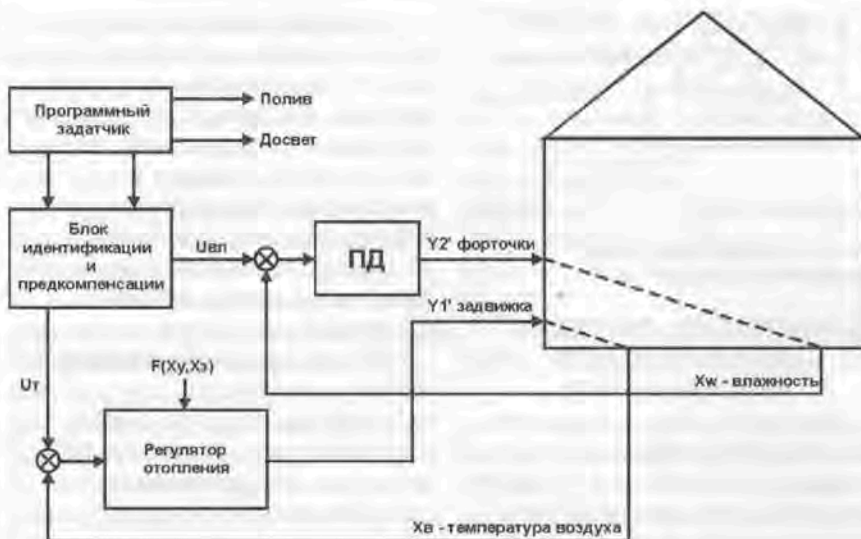 Программный
задатчик
Полив
Досвет
Блок
идентификации
и
предкомпенсации
Uвл
ПД
Y2' форточки
Y1' задвижка
Uт
F(Xу,Xз)
Регулятор
отопления
Xw - влажность
Xв - температура воздуха